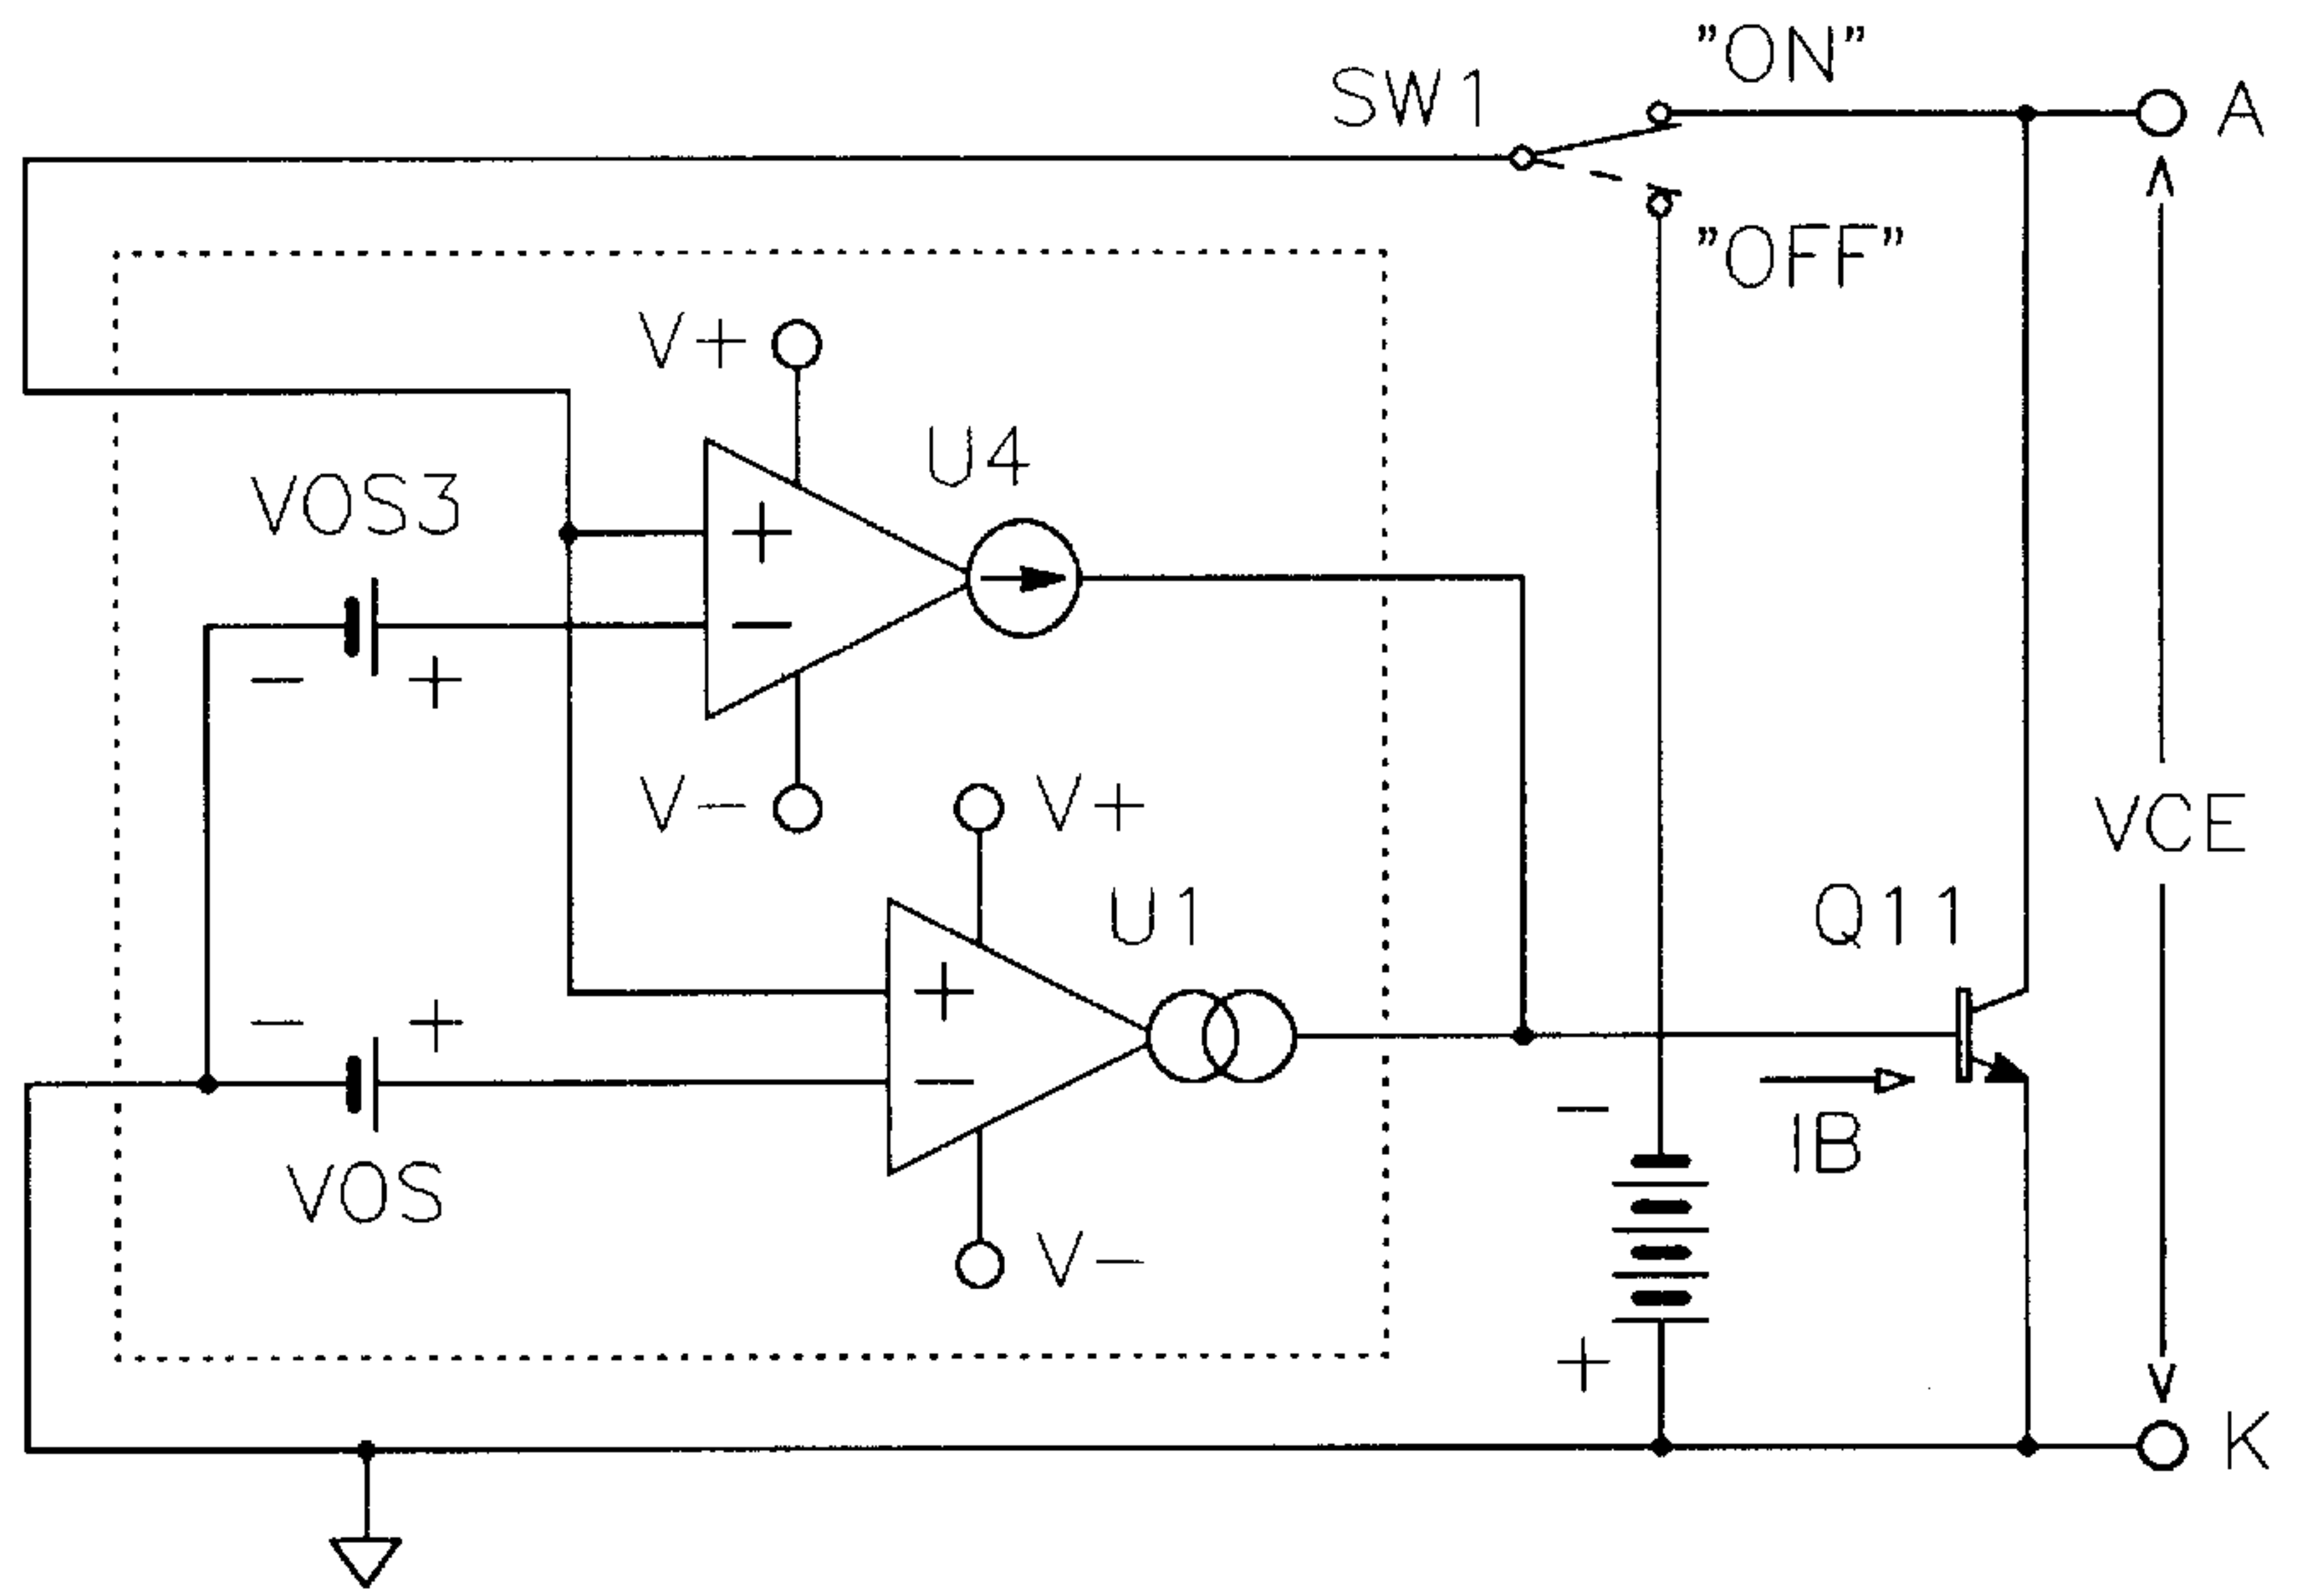 "ON"
SW1
A
"OFF"
V+
U4
VOS3
+
−
− +
V−
V+
VCE
U1
Q11
+
− +
−
−
IB
VOS
V−
+
K